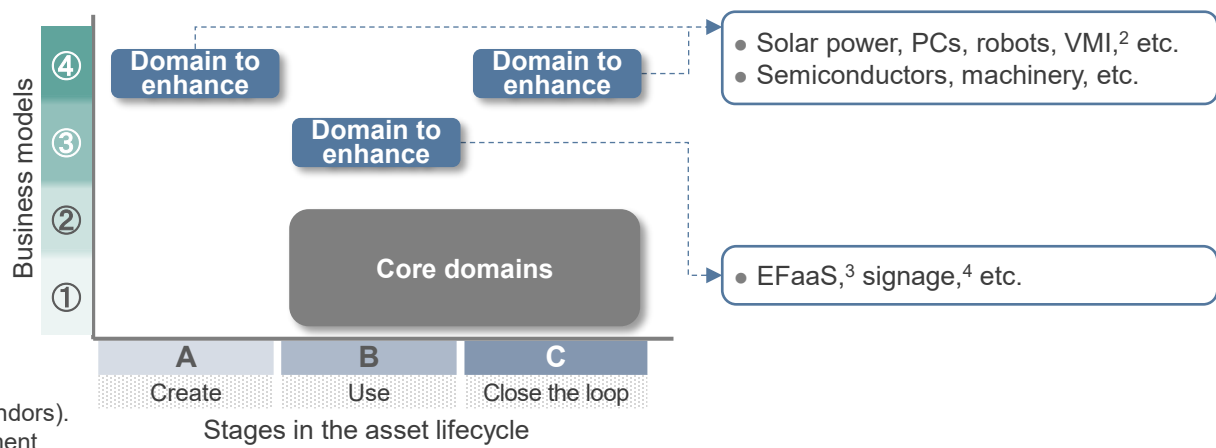 Business models
④
③
②
①
Domain to
enhance
Domain to
enhance
Domain to
enhance
Core domains
● Solar power, PCs, robots, VMI,² etc.
● Semiconductors, machinery, etc.
● EFaaS,³ signage,⁴ etc.
A
B
C
Create
Use
Close the loop
Stages in the asset lifecycle
ndors).
ment